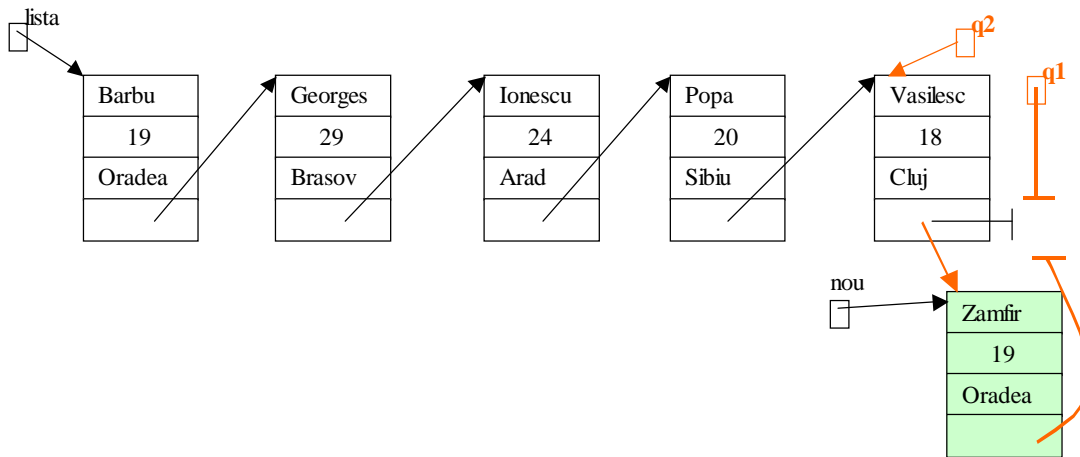 lista
q2
q1
Barbu
19
Oradea
Georges
29
Brasov
Ionescu
24
Arad
Popa
20
Sibiu
Vasilesc
18
Cluj
nou
Zamfir
19
Oradea